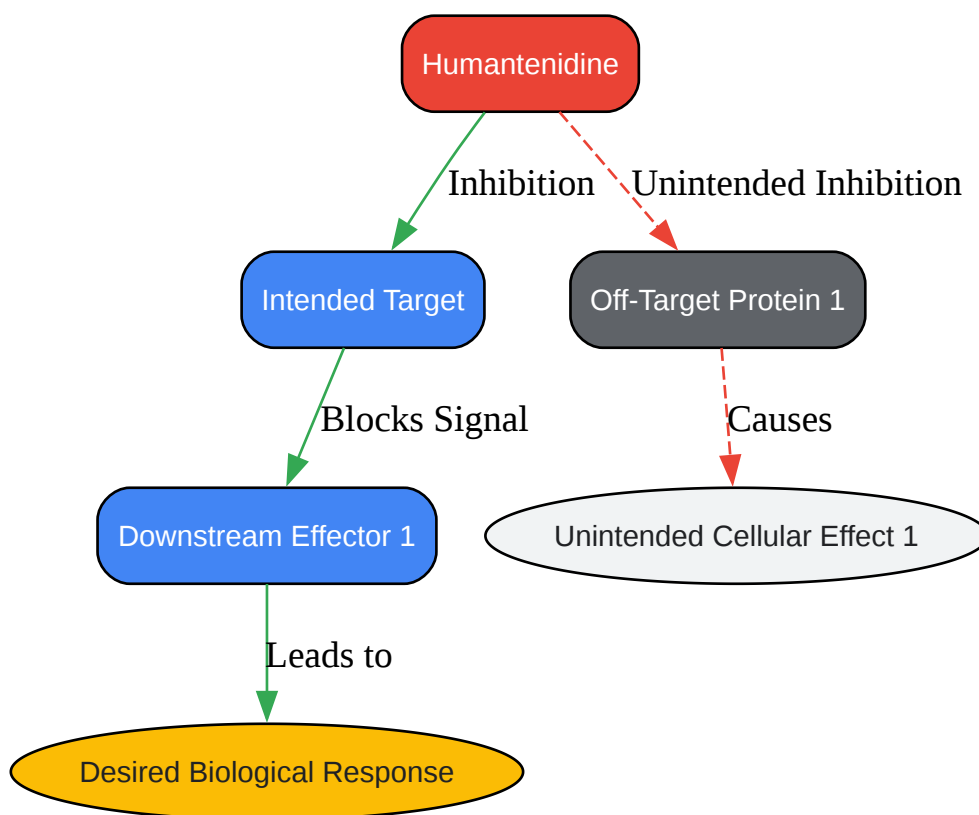 Humantenidine
Inhibition
Unintended Inhibition
Intended Target
Off-Target Protein 1
Blocks Signal
Causes
Downstream Effector 1
Unintended Cellular Effect 1
Leads to
Desired Biological Response